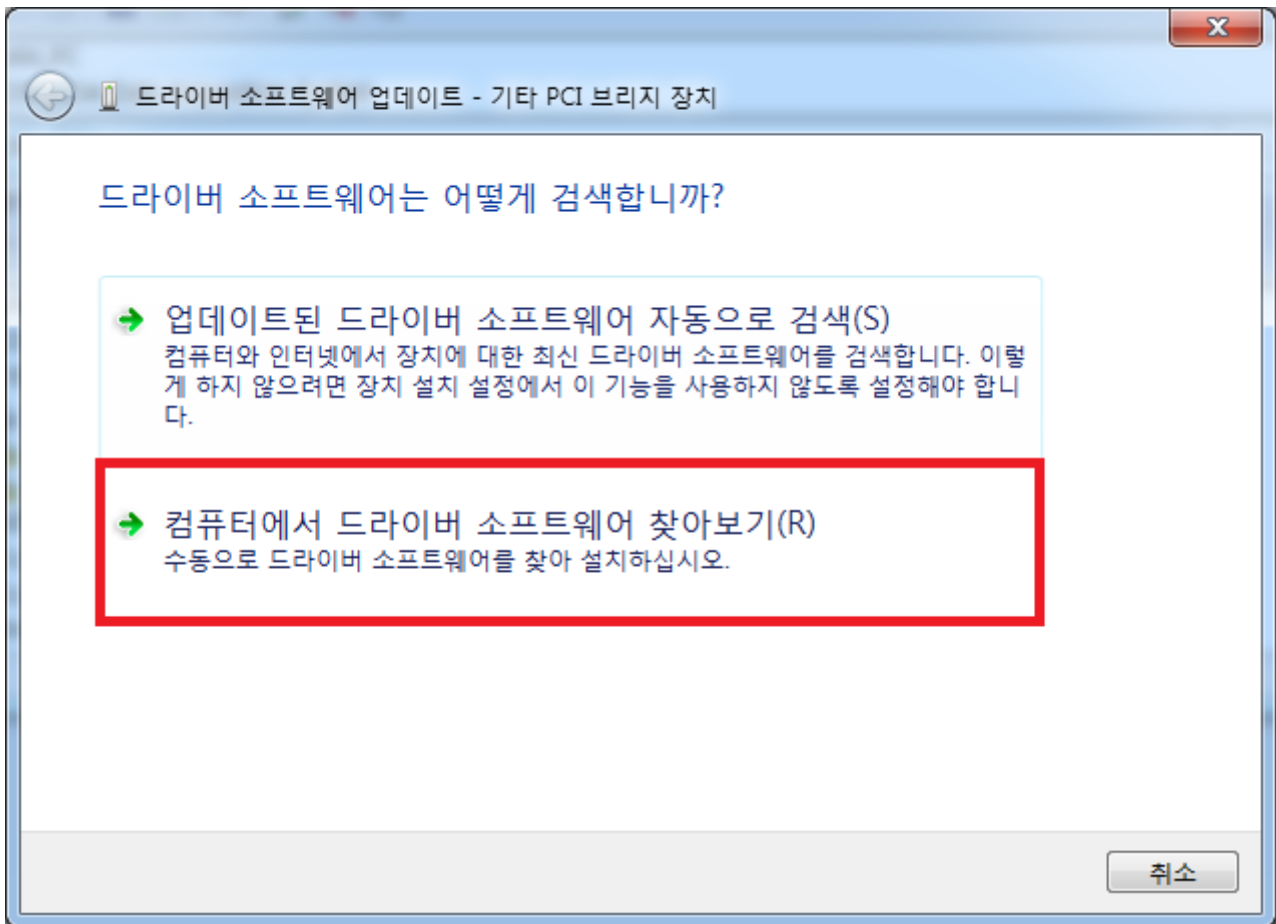 드라이버 소프트웨어 업데이트 - 기타 PCI 브리지 장치
드라이버 소프트웨어는 어떻게 검색합니까?
업데이트된 드라이버 소프트웨어 자동으로 검색(S)
컴퓨터와 인터넷에서 장치에 대한 최신 드라이버 소프트웨어를 검색합니다. 이렇
게 하지 않으려면 장치 설치 설정에서 이 기능을 사용하지 않도록 설정해야 합니
다.
컴퓨터에서 드라이버 소프트웨어 찾아보기(R)
수동으로 드라이버 소프트웨어를 찾아 설치하십시오.
취소